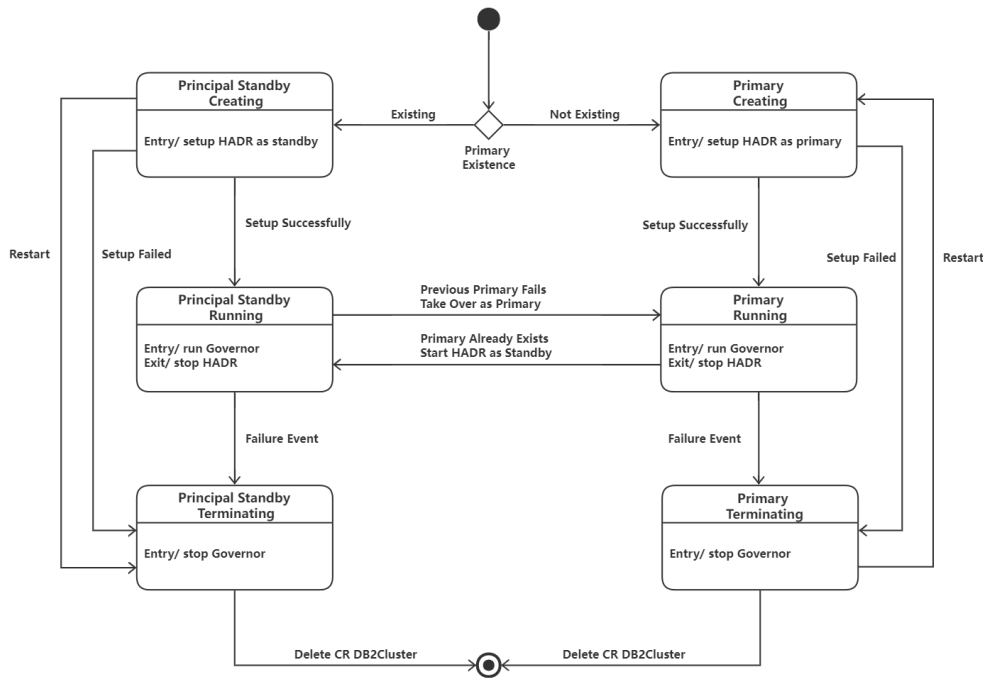 Principal Standby
Creating
Entry/ setup HADR as standby
Existing
Not Existing
Primary
Existence
Primary
Creating
Entry/ setup HADR as primary
Restart
Setup Failed
Setup Successfully
Setup Successfully
Setup Failed
Restart
Principal Standby
Running
Entry/ run Governor
Exit/ stop HADR
Previous Primary Fails
Take Over as Primary
Primary Already Exists
Start HADR as Standby
Primary
Running
Entry/ run Governor
Exit/ stop HADR
Failure Event
Failure Event
Principal Standby
Terminating
Entry/ stop Governor
Primary
Terminating
Entry/ stop Governor
Delete CR DB2Cluster
Delete CR DB2Cluster